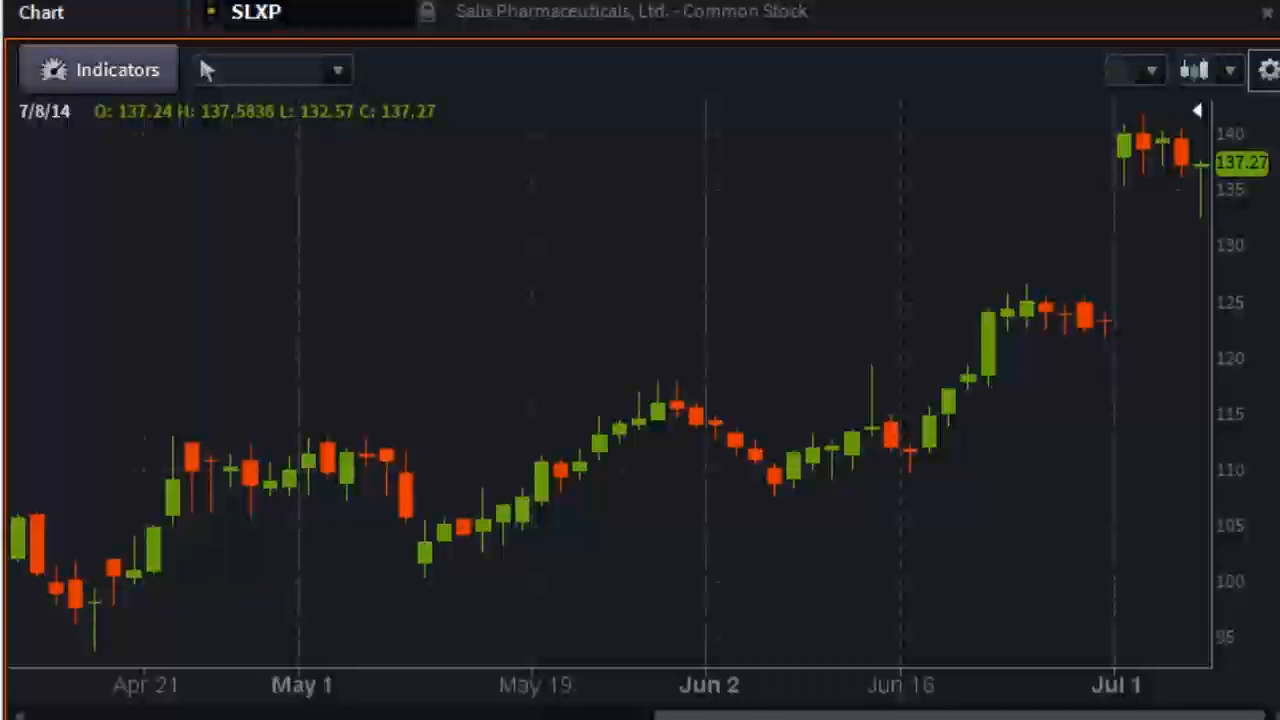 Chart SLXP Salix Pharmaceuticals, Ltd. - Common Stock
Indicators
7/8/14 O: 137.24 H: 137.5836 L: 132.57 C: 137.27
140
137.27
135
130
125
120
115
110
105
100
95
Apr 21 May 1 May 19 Jun 2 Jun 16 Jul 1